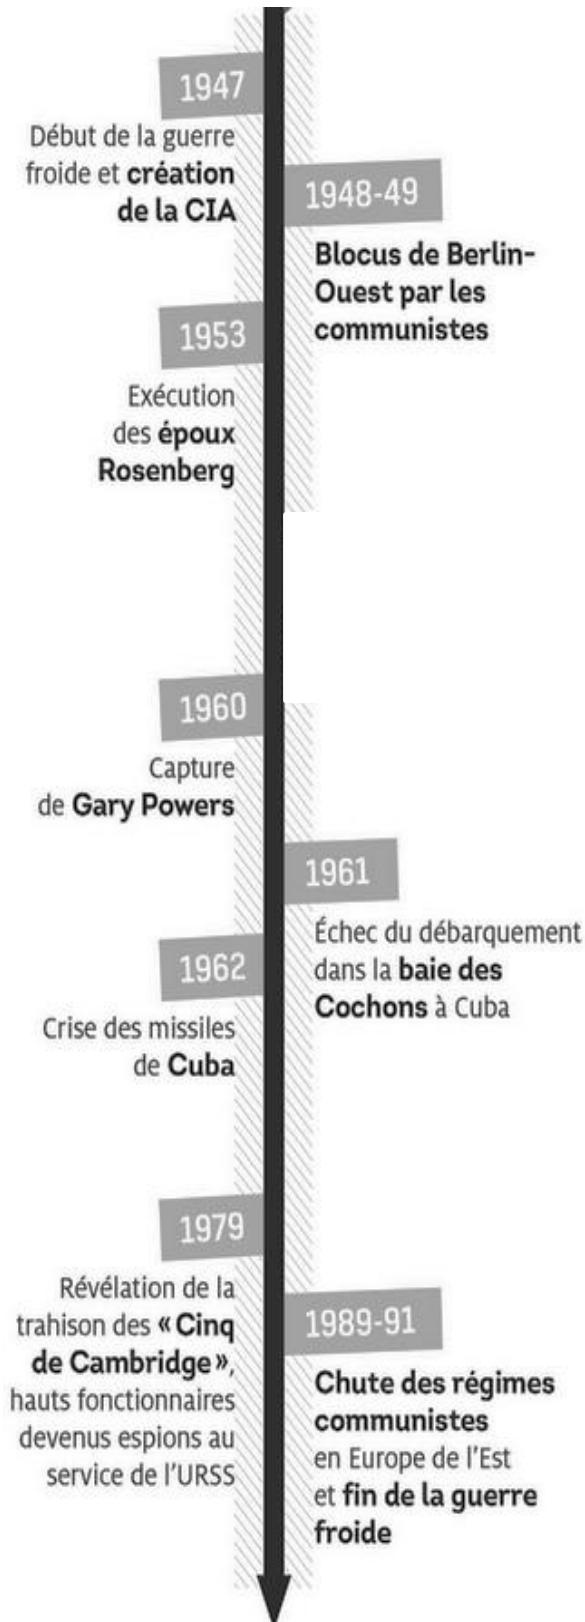 1947
Début de la guerre
froide et création
de la CIA
1948-49
Blocus de Berlin-
Ouest par les
communistes
1953
Exécution
des époux
Rosenberg
1960
Capture
de Gary Powers
1961
Échec du débarquement
dans la baie des
Cochons à Cuba
1962
Crise des missiles
de Cuba
1979
Révélation de la
trahison des « Cinq
de Cambridge »,
hauts fonctionnaires
devenus espions au
service de l'URSS
1989-91
Chute des régimes
communistes
en Europe de l'Est
et fin de la guerre
froide